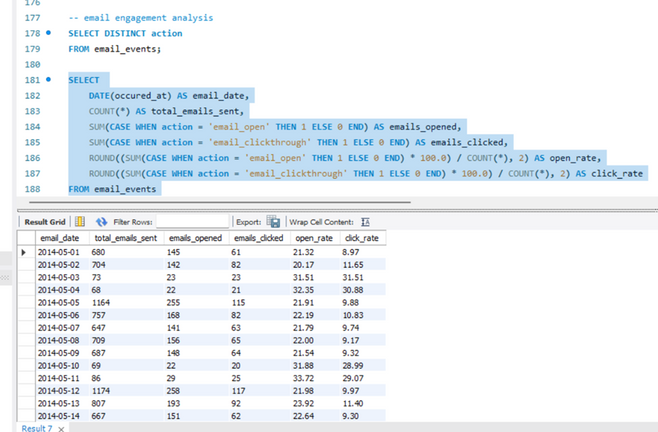 176
177 -- email engagement analysis
178 SELECT DISTINCT action
179 FROM email_events;
180
181 SELECT
182 DATE(occured_at) AS email_date,
183 COUNT(*) AS total_emails_sent,
184 SUM(CASE WHEN action = 'email_open' THEN 1 ELSE 0 END) AS emails_opened,
185 SUM(CASE WHEN action = 'email_clickthrough' THEN 1 ELSE 0 END) AS emails_clicked,
186 ROUND((SUM(CASE WHEN action = 'email_open' THEN 1 ELSE 0 END) * 100.0) / COUNT(*), 2) AS open_rate,
187 ROUND((SUM(CASE WHEN action = 'email_clickthrough' THEN 1 ELSE 0 END) * 100.0) / COUNT(*), 2) AS click_rate
188 FROM email_events
Result Grid Filter Rows: Export: Wrap Cell Content:
email_date total_emails_sent emails_opened emails_clicked open_rate click_rate
2014-05-01 680 145 61 21.32 8.97
2014-05-02 704 142 82 20.17 11.65
2014-05-03 73 23 23 31.51 31.51
2014-05-04 68 22 21 32.35 30.88
2014-05-05 1164 255 115 21.91 9.88
2014-05-06 757 168 82 22.19 10.83
2014-05-07 647 141 63 21.79 9.74
2014-05-08 709 156 65 22.00 9.17
2014-05-09 687 148 64 21.54 9.32
2014-05-10 69 22 20 31.88 28.99
2014-05-11 86 29 25 33.72 29.07
2014-05-12 1174 258 117 21.98 9.97
2014-05-13 807 193 92 23.92 11.40
2014-05-14 667 151 62 22.64 9.30
Result 7